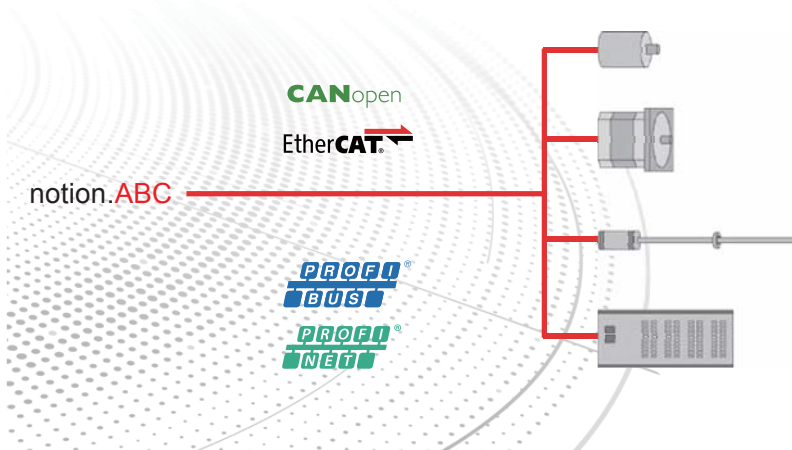 CANopen
EtherCAT®
notion.ABC
PROFI®
BUS
PROFI®
NET